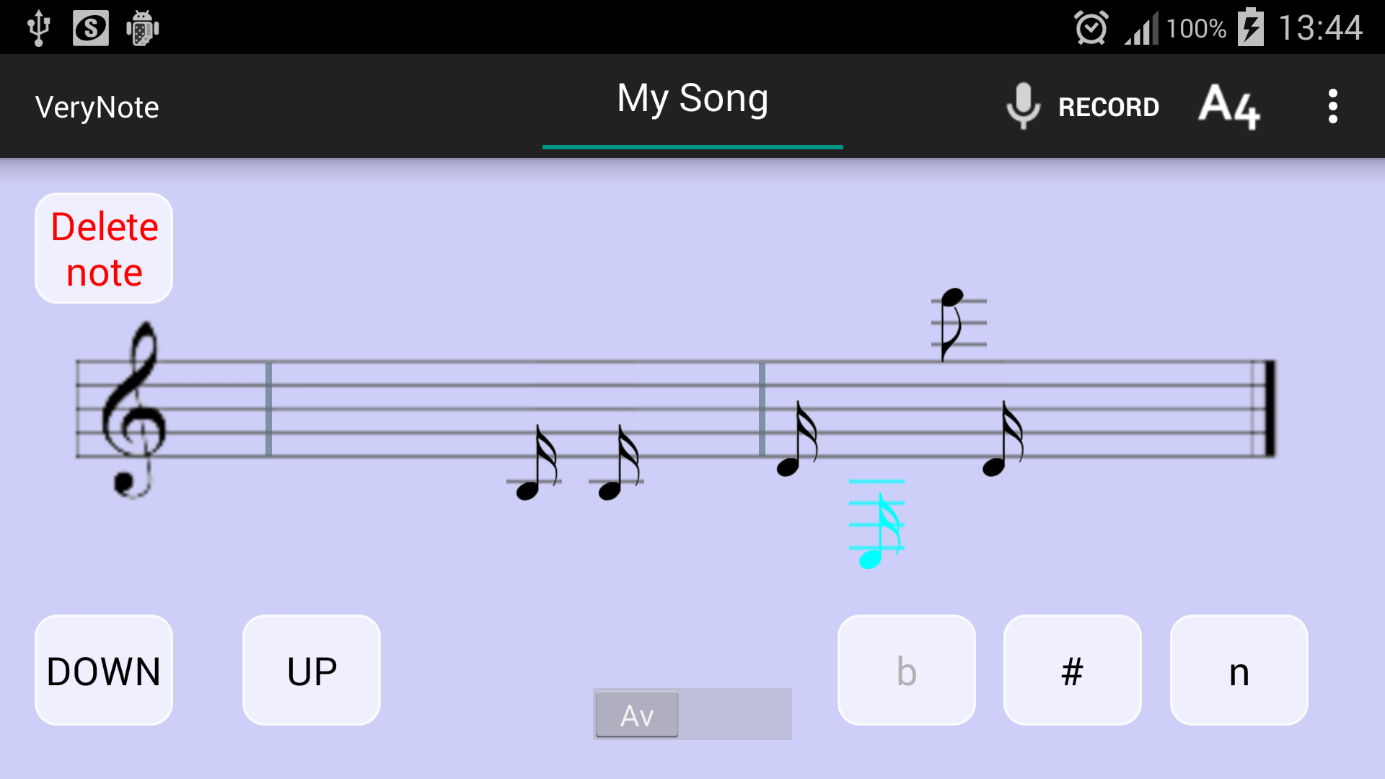 100% 13:44
VeryNote
My Song
RECORD
A4
Delete
note
DOWN
UP
Av
b
#
n